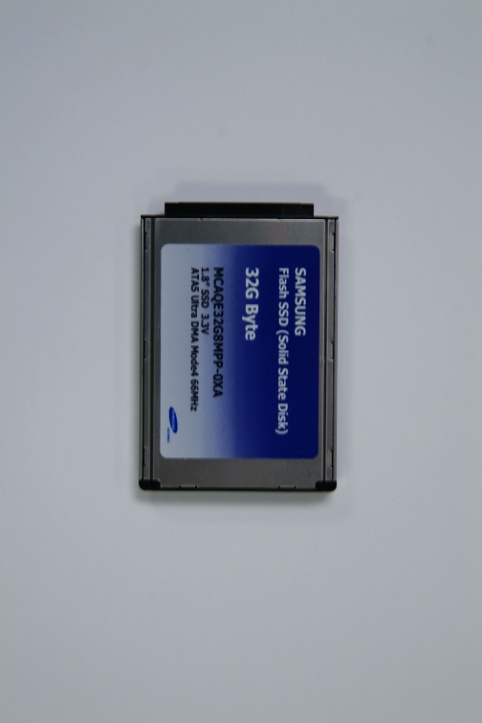 SAMSUNG
Flash SSD (Solid State Disk)
32G Byte
MCAQE32G8MPP-0XA
1.8" SSD 3.3V
ATA5 Ultra DMA Mode4 66MHz